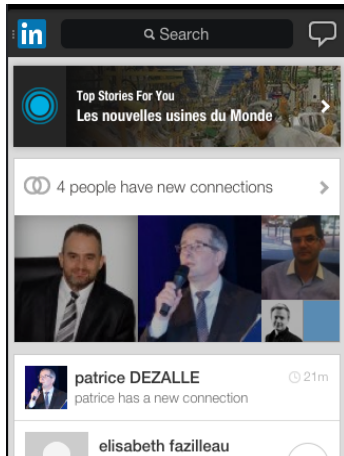 in
Search
Top Stories For You
Les nouvelles usines du Monde
4 people have new connections
patrice DEZALLE
21m
patrice has a new connection
elisabeth fazilleau